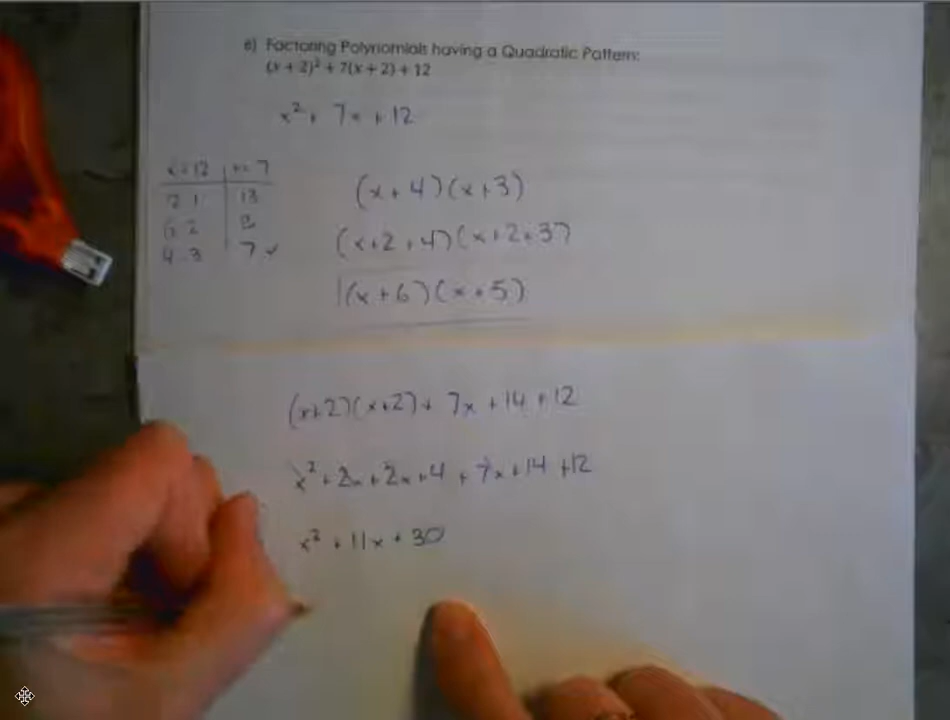 e) Factoring Polynomials having a Quadratic Pattern:
(x + 2)² + 7(x + 2) + 12
x² + 7x + 12
x = 12 | += 7
12 1 | 13
6 2 | 8
4 3 | 7 ✓
(x + 4)(x + 3)
(x+2 + 4)(x+2+3)
(x + 6)(x + 5)
(x+2)(x+2) + 7x + 14 + 12
x² + 2x + 2x + 4 + 7x + 14 + 12
x² + 11x + 30